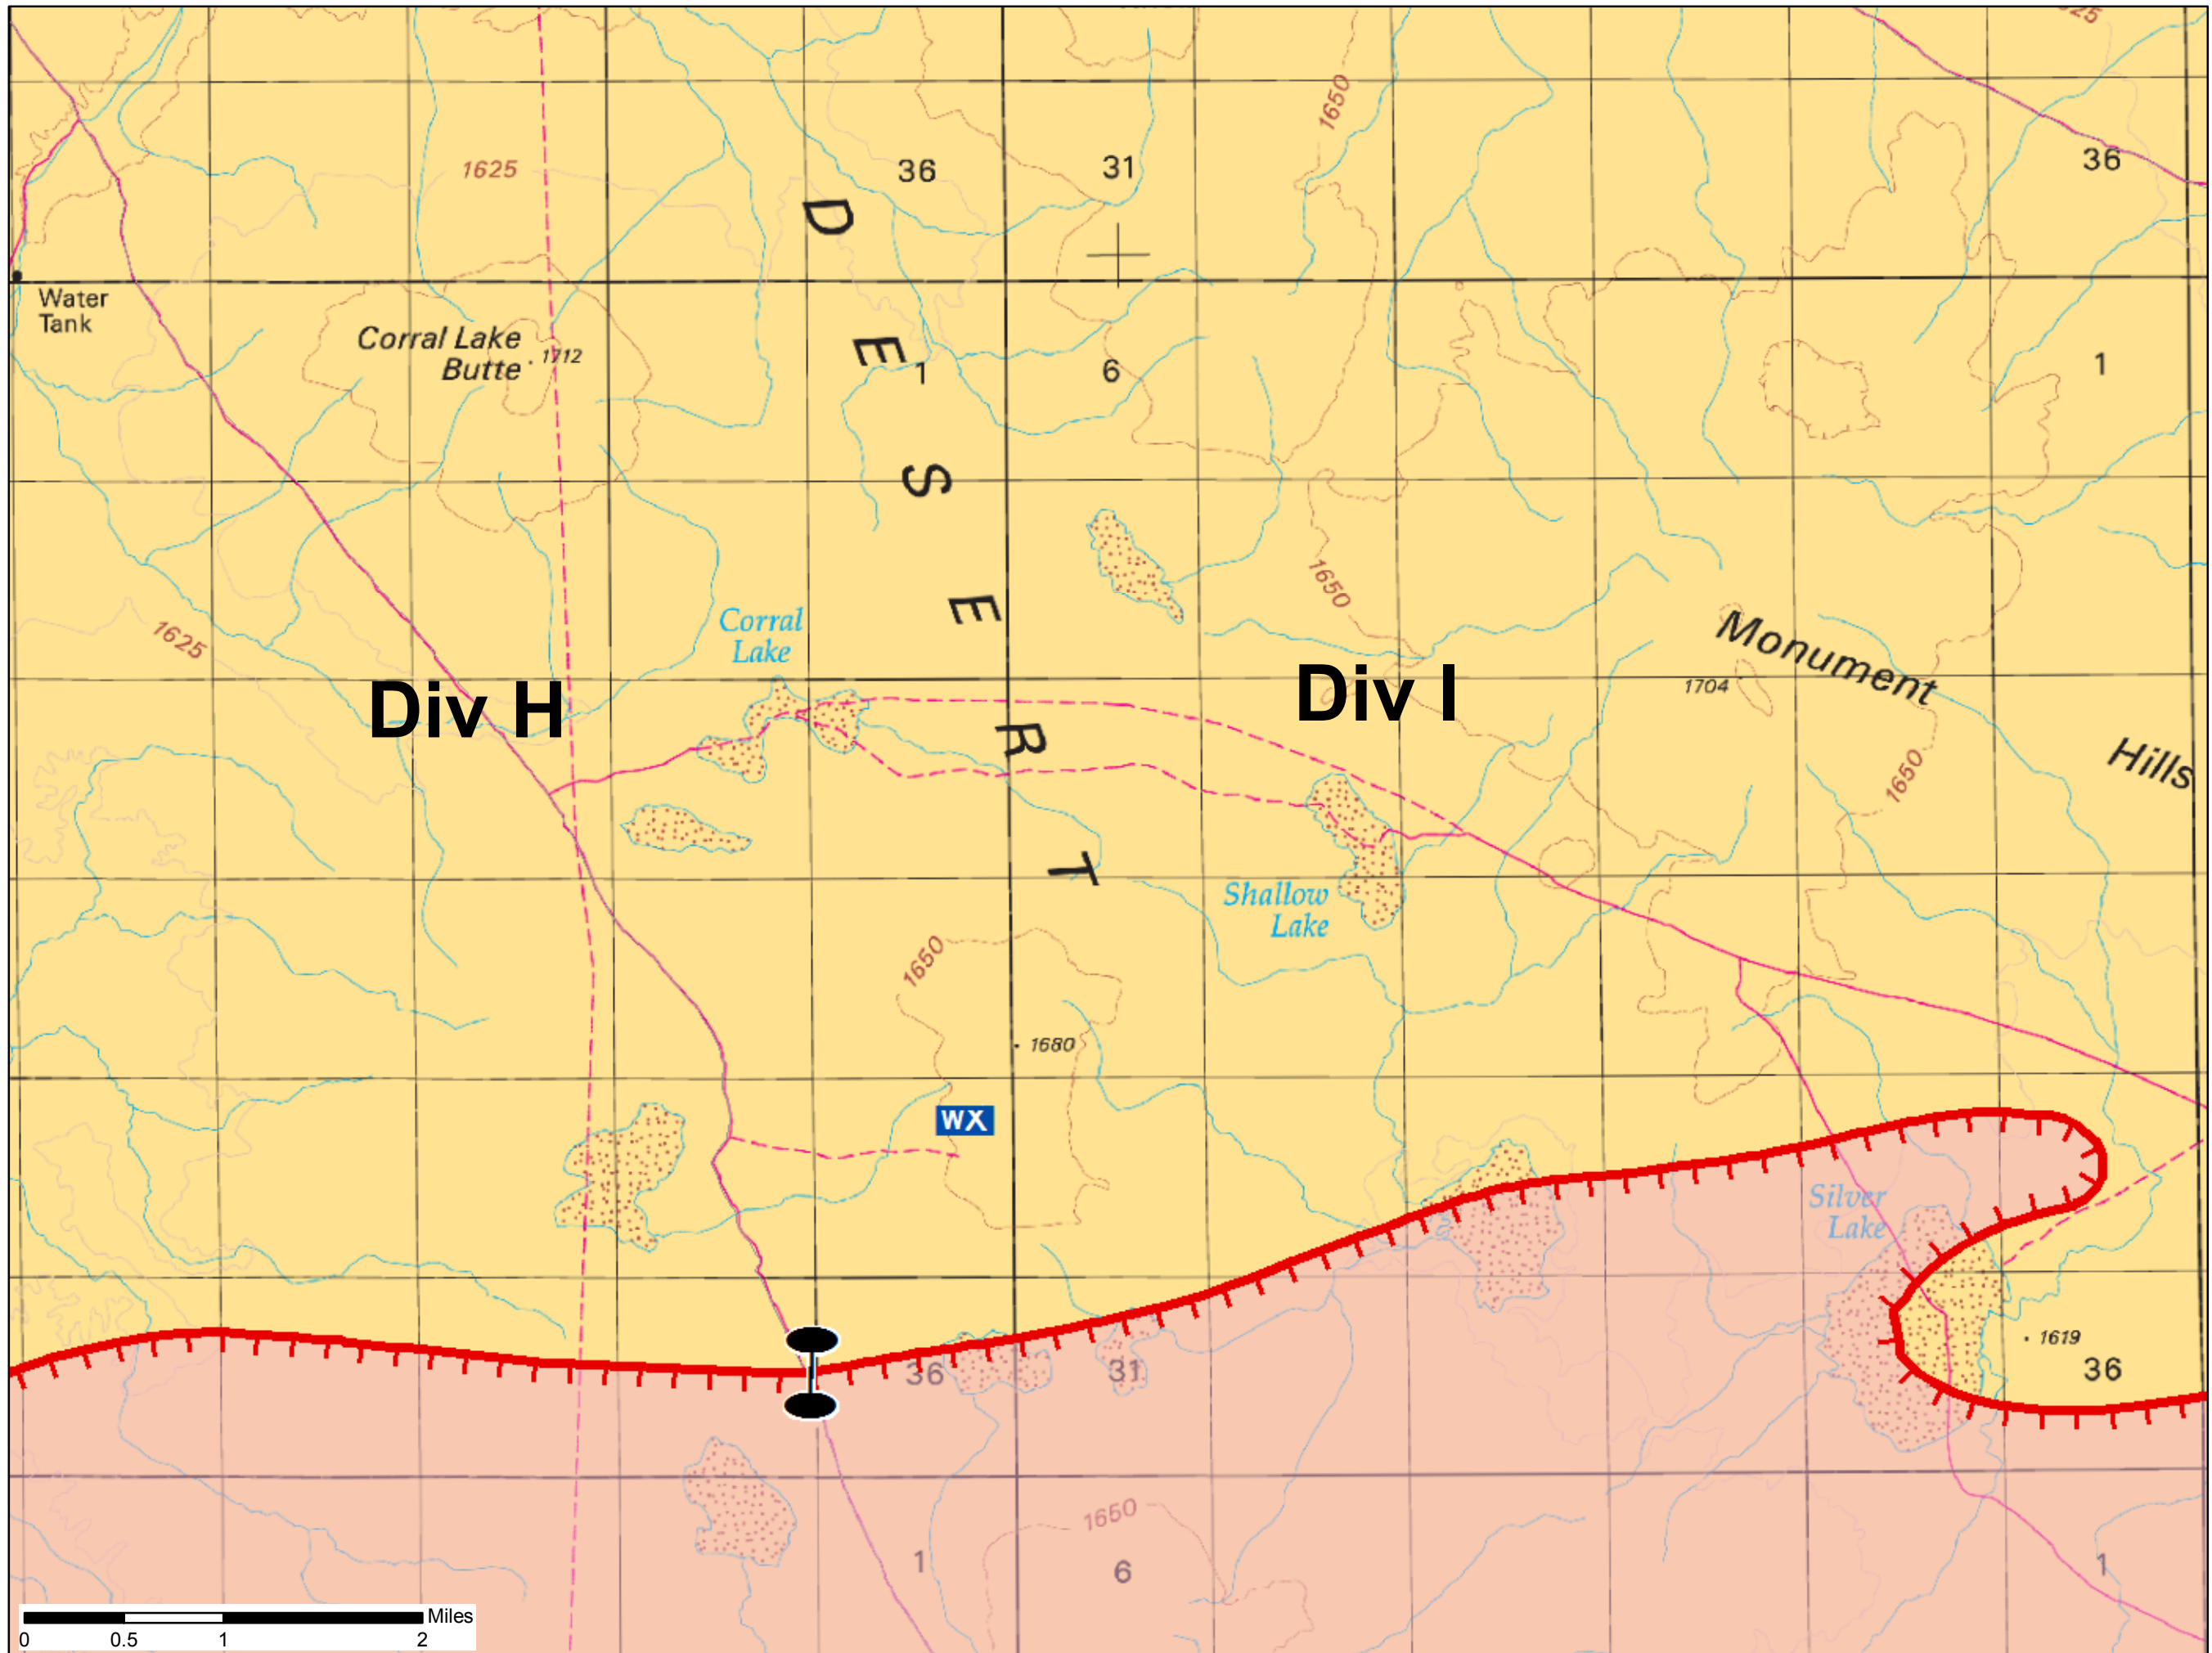 1625
1650
36
31
36
D
1625
Water
Tank
Corral Lake
Butte
1712
E
1
6
1
S
1650
1625
Corral
Lake
E
Monument
1704
Div H
Div I
R
Hills
1650
T
Shallow
Lake
1650
1680
WX
Silver
Lake
1619
36
31
36
1650
1
6
1
Miles
0 0.5 1 2